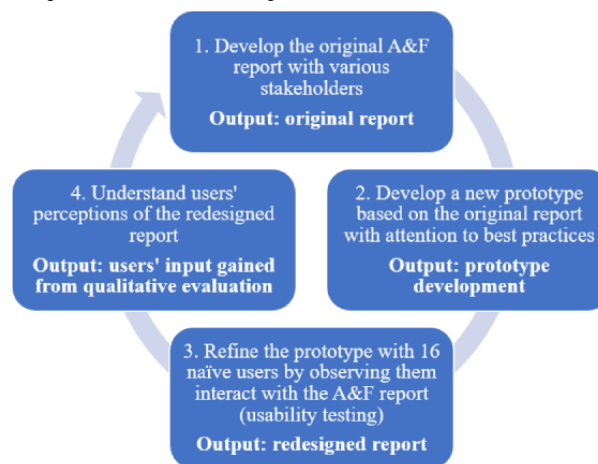 1. Develop the original A&F
report with various
stakeholders
Output: original report
2. Develop a new prototype
based on the original report
with attention to best practices
Output: prototype
development
3. Refine the prototype with 16
naïve users by observing them
interact with the A&F report
(usability testing)
Output: redesigned report
4. Understand users'
perceptions of the redesigned
report
Output: users' input gained
from qualitative evaluation